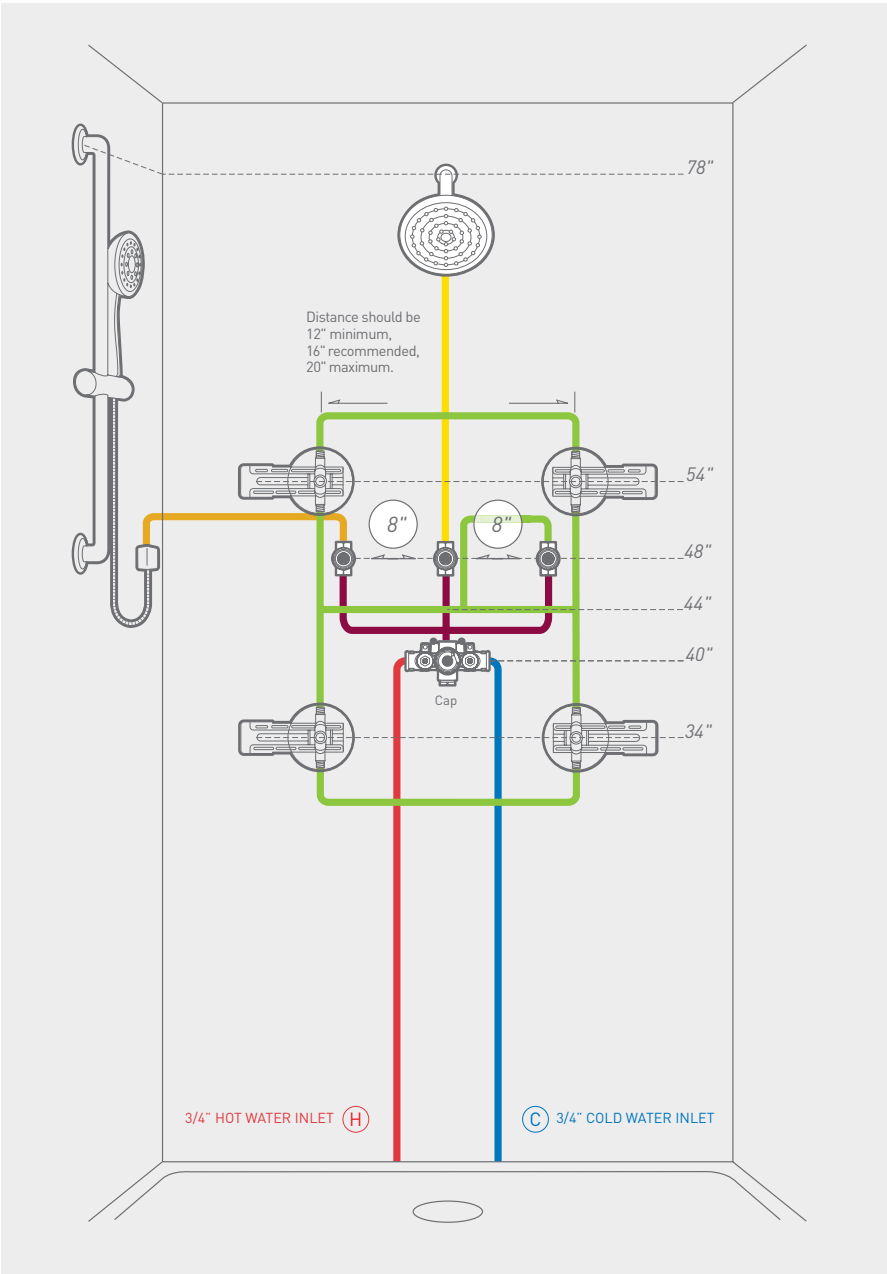 78"
Distance should be
12" minimum,
16" recommended,
20" maximum.
54"
8"
8"
48"
44"
40"
Cap
34"
3/4" HOT WATER INLET H
C 3/4" COLD WATER INLET